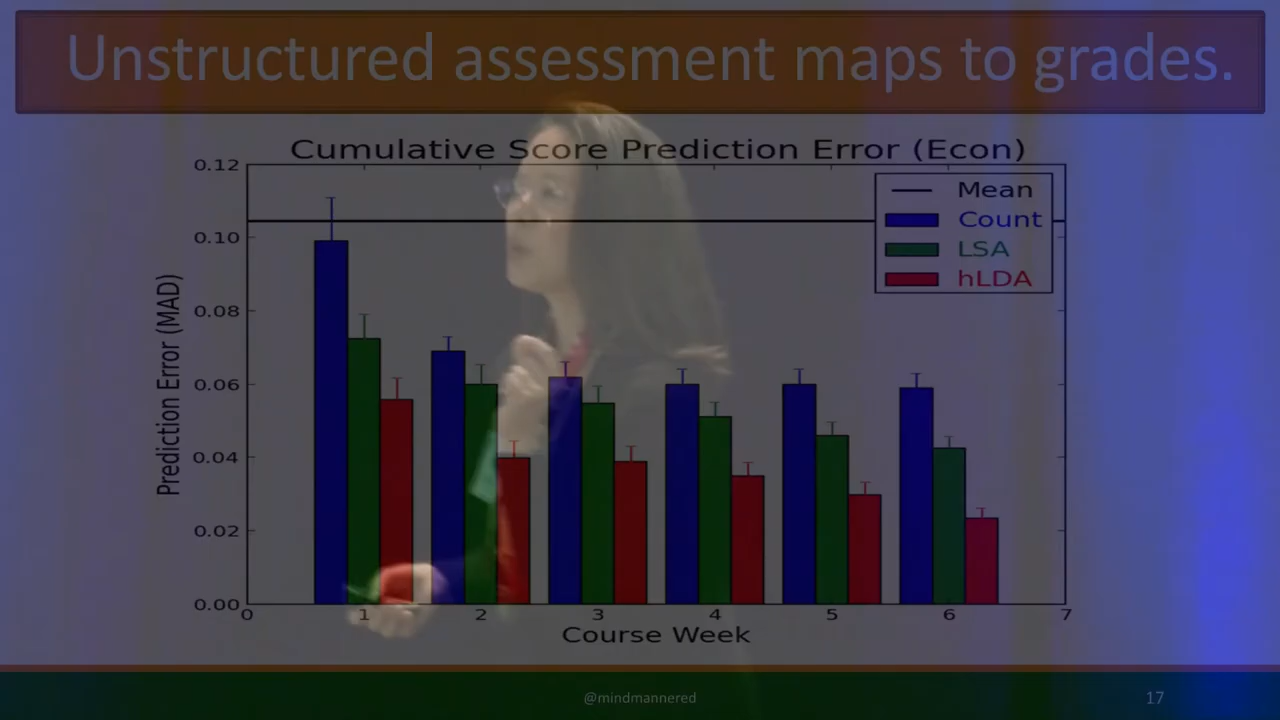 Unstructured assessment maps to grades.
Cumulative Score Prediction Error (Econ)
Mean
Count
LSA
hLDA
Prediction Error (MAD)
0.12
0.10
0.08
0.06
0.04
0.02
0.00
0 1 2 3 4 5 6 7
Course Week
@mindmannered
17